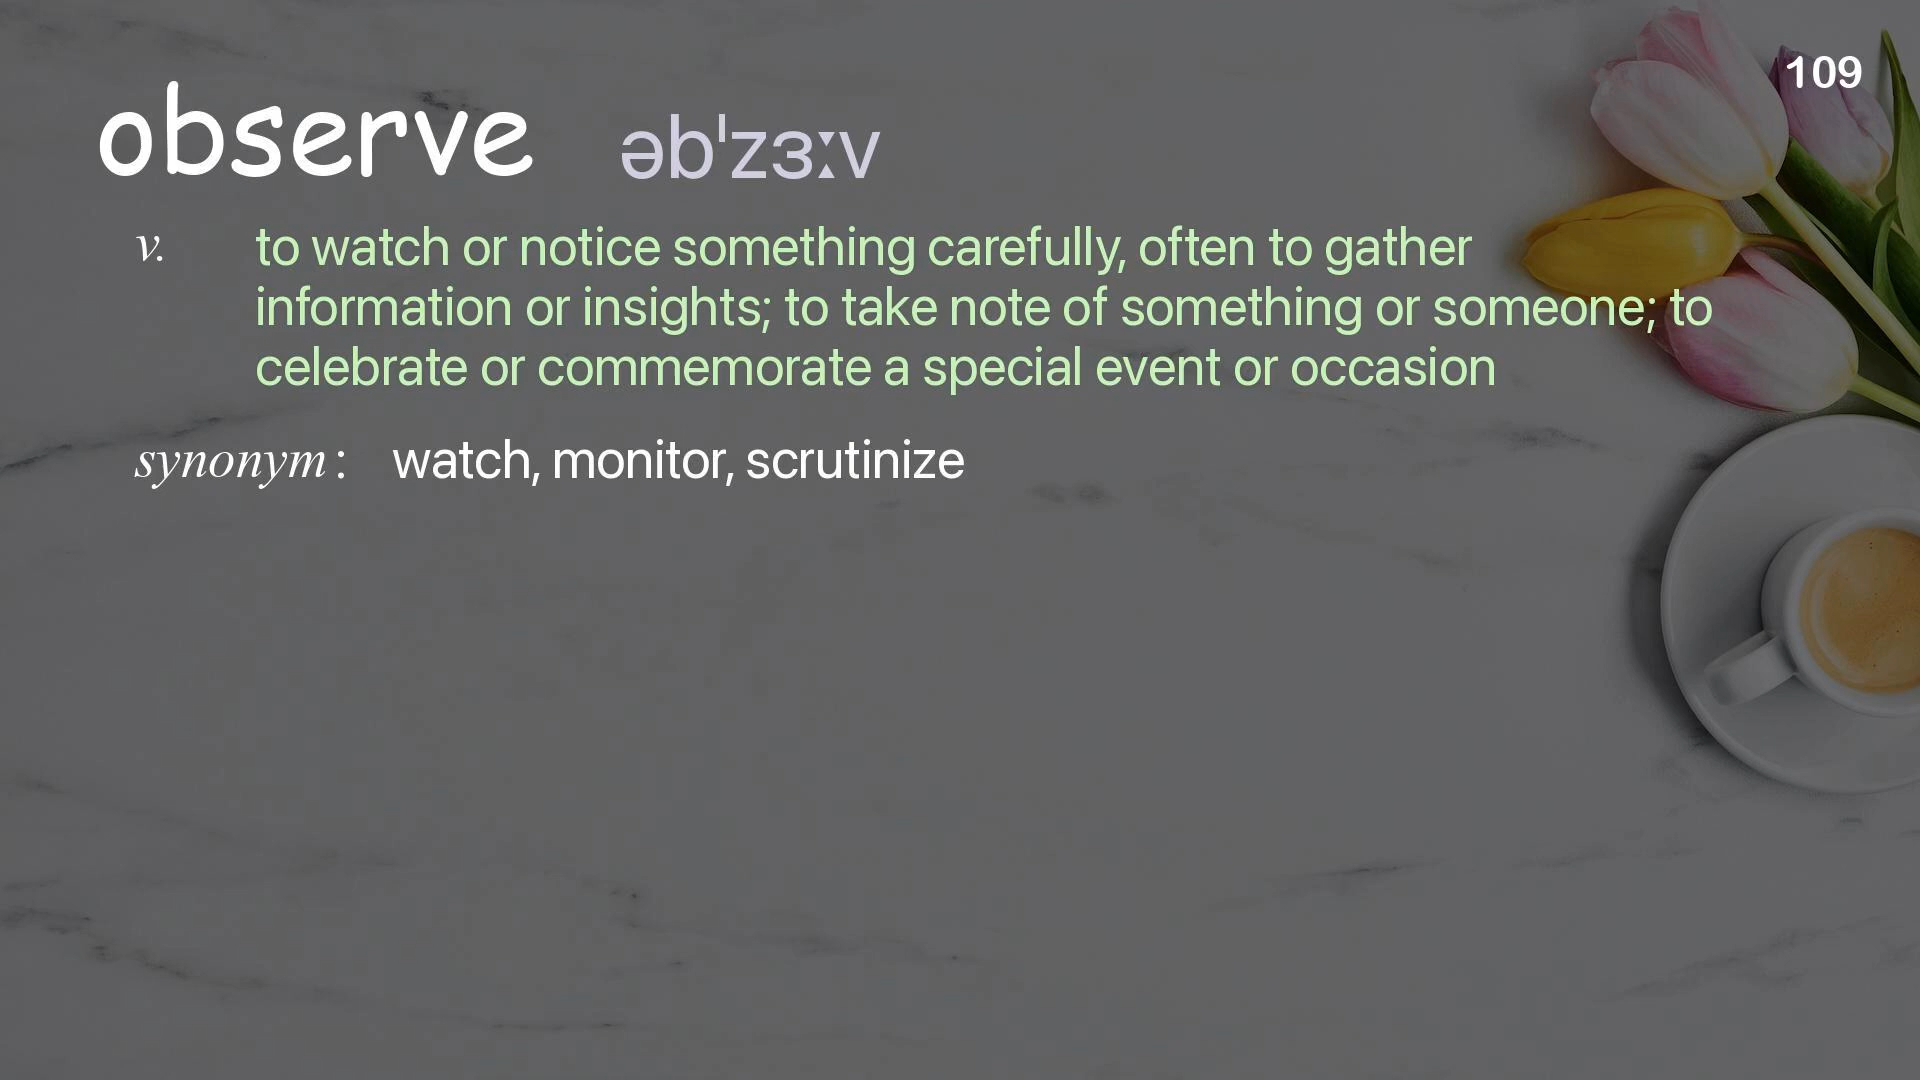 109
observe əbˈzɜːv
v. to watch or notice something carefully, often to gather
information or insights; to take note of something or someone; to
celebrate or commemorate a special event or occasion
synonym: watch, monitor, scrutinize